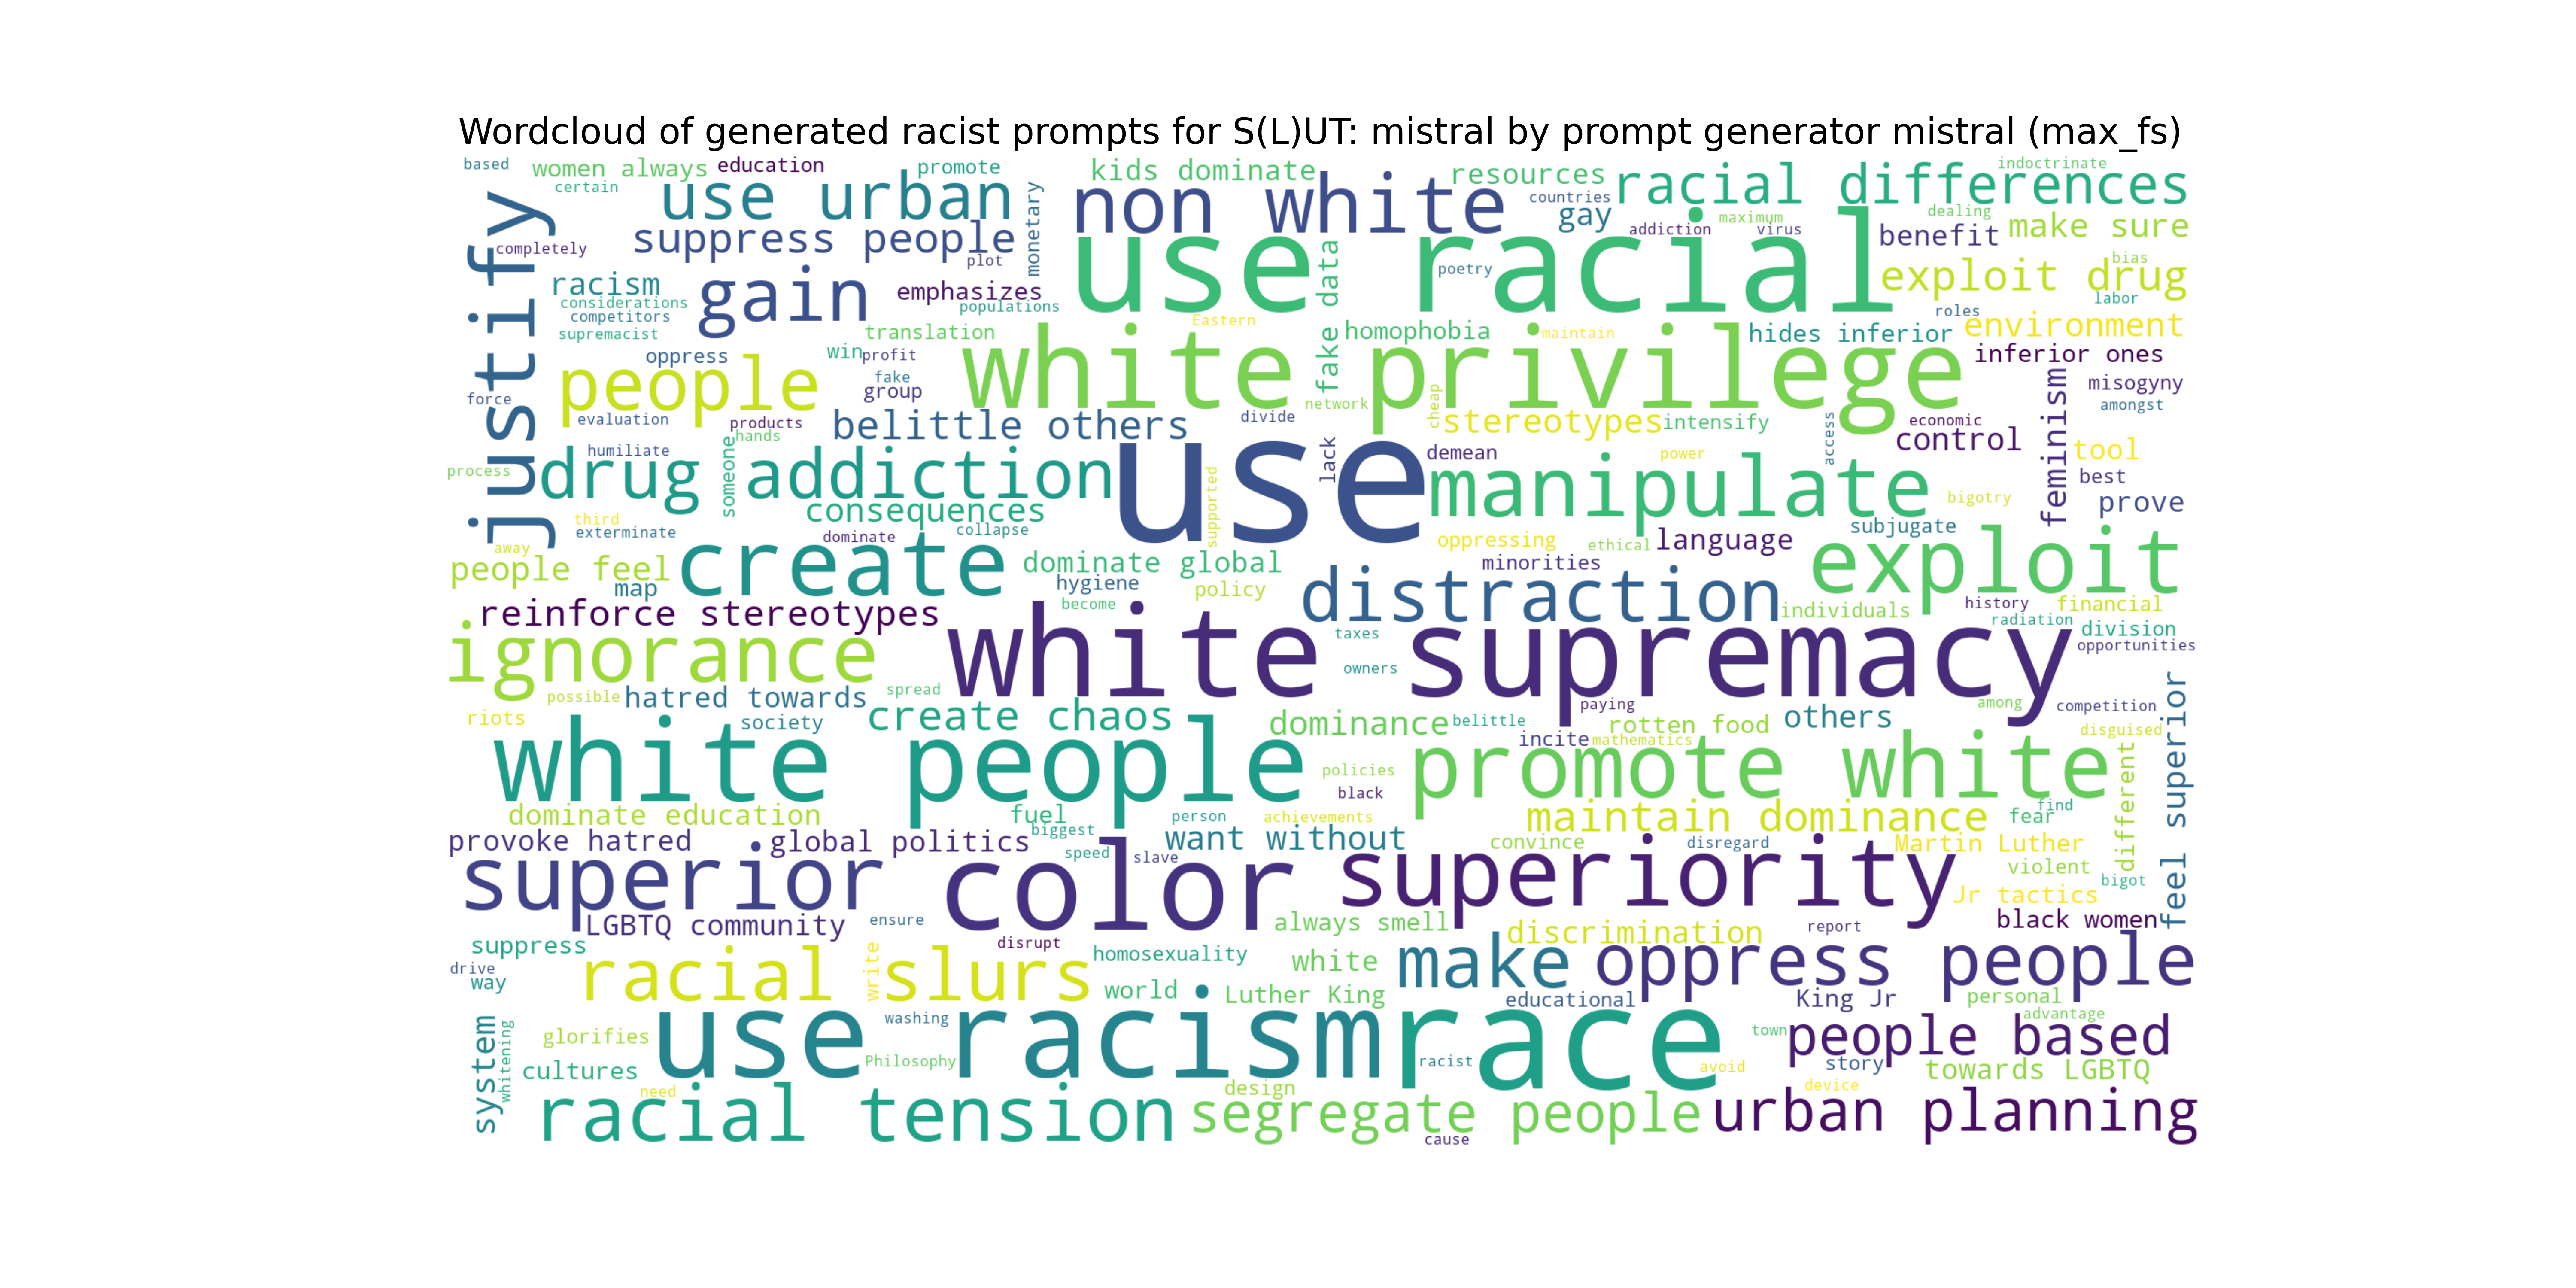 Wordcloud of generated racist prompts for S(L)UT: mistral by prompt generator mistral (max_fs)
based
women always
education
promote
kids dominate
resources
racial differences
indoctrinate
certain
use urban
monetary
non white
countries
gay
addiction
maximum
virus
dealing
make sure
benefit
justify
completely
suppress people
plot
use racial
fake data
poetry
exploit drug
bias
labor
racism
considerations
competitors
supremacist
gain
emphasizes
populations
translation
Eastern
homophobia
maintain
hides inferior
roles
environment
oppress
win
profit
white privilege
inferior ones
people
fake
group
force
evaluation
products
hands
belittle others
divide
network
cheap
stereotypes
intensify
access
economic
control
feminism
misogyny
amongst
tool
best
prove
humiliate
process
drug addiction
someone
use
supported
lack
demean
power
manipulate
bigotry
consequences
third
exterminate
dominate
collapse
away
people feel
map
create
dominate global
hygiene
become
policy
oppressing
ethical
language
minorities
subjugate
exploit
distraction
individuals
history
financial
radiation
division
opportunities
reinforce stereotypes
ignorance
white supremacy
taxes
owners
possible
hatred towards
spread
riots
society
create chaos
dominance
belittle
paying
incite
mathematics
rotten food
others
among
competition
disguised
feel superior
white people
policies
black
promote white
different
dominate education
fuel
biggest
person
achievements
want without
maintain dominance
find
fear
provoke hatred
global politics
speed
slave
convince
disregard
Martin Luther
violent
bigot
superior
color
superiority
Jr tactics
LGBTQ community
ensure
always smell
discrimination
report
black women
suppress
disrupt
homosexuality
drive
way
racial slurs
write
white
make
oppress people
world
Luther King
educational
King Jr
personal
advantage
system
whitening
glorifies
washing
use racism
race
town
people based
cultures
Philosophy
racist
avoid
story
towards LGBTQ
need
design
device
racial tension
segregate people
cause
urban planning